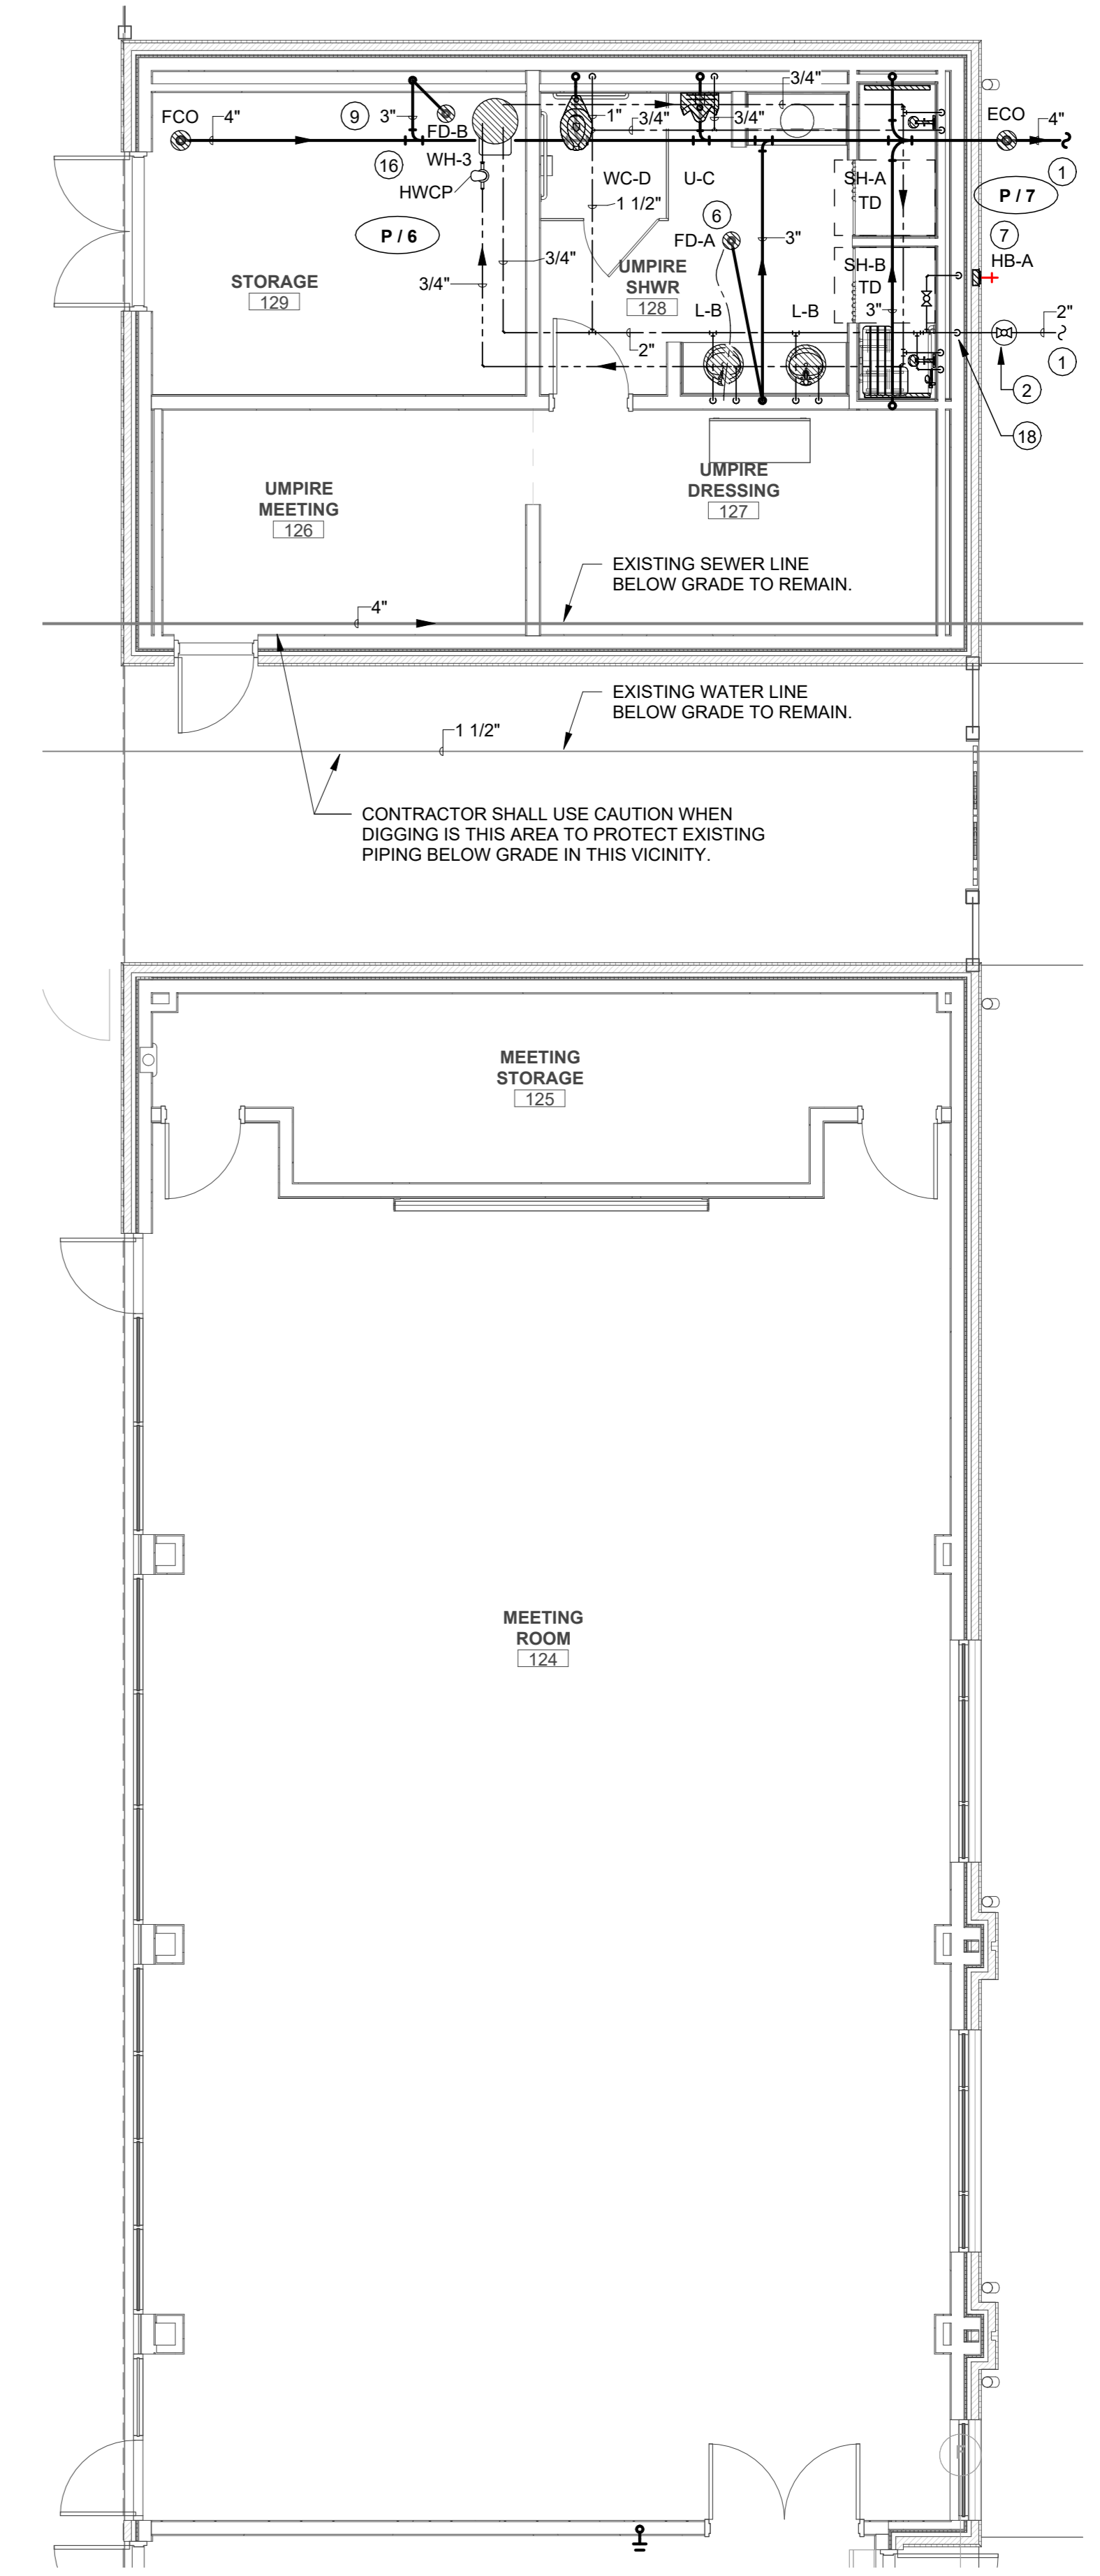 3/4"
FCO
4"
9
3"
FD-B
1"
3/4"
3/4"
ECO
4"
16
WH-3
HWCP
WC-D
U-C
SH-A
TD
1
P / 7
1 1/2"
6
FD-A
3"
7
HB-A
P / 6
3/4"
3/4"
STORAGE
129
UMPIRE
SHWR
128
SH-B
TD
3"
L-B
L-B
2"
2"
1
2
18
UMPIRE
MEETING
126
UMPIRE
DRESSING
127
EXISTING SEWER LINE
BELOW GRADE TO REMAIN.
4"
EXISTING WATER LINE
BELOW GRADE TO REMAIN.
1 1/2"
CONTRACTOR SHALL USE CAUTION WHEN
DIGGING IS THIS AREA TO PROTECT EXISTING
PIPING BELOW GRADE IN THIS VICINITY.
MEETING
STORAGE
125
MEETING
ROOM
124